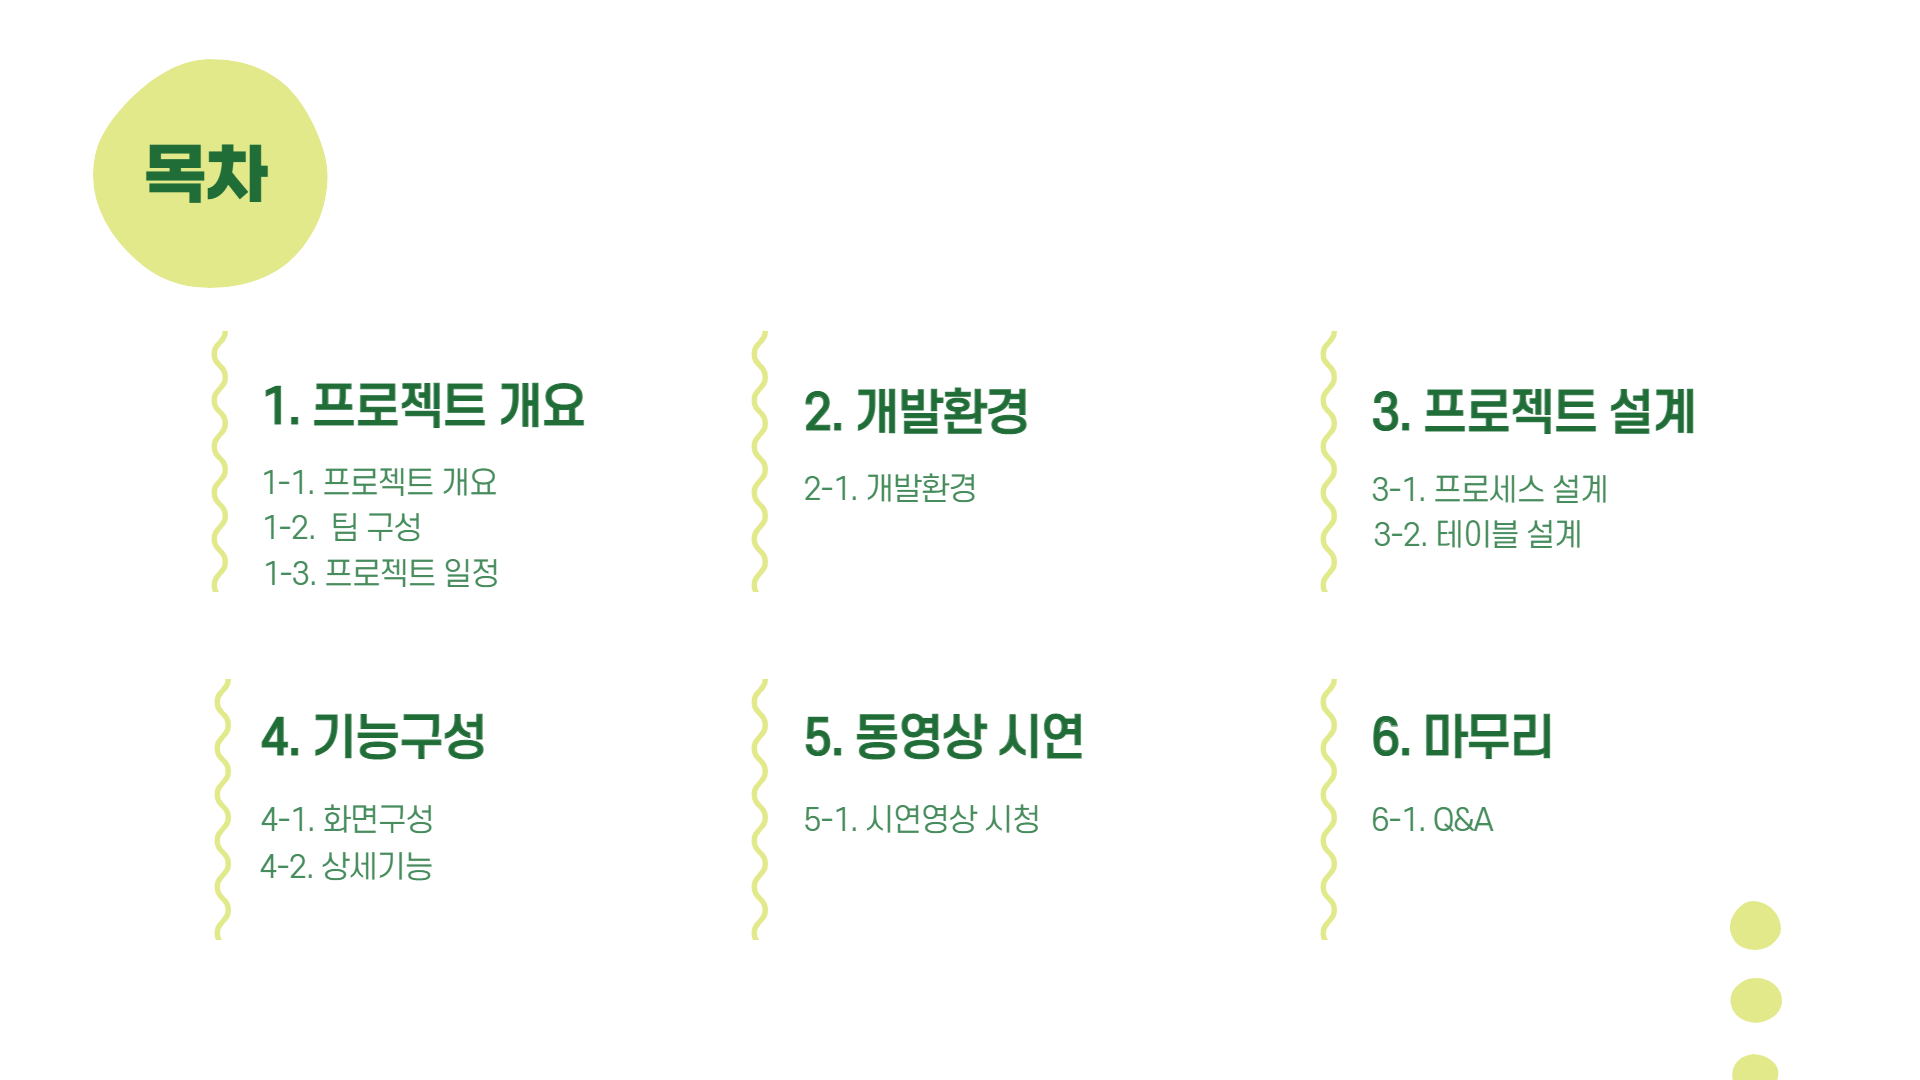 목차
1. 프로젝트 개요
1-1. 프로젝트 개요
1-2. 팀 구성
1-3. 프로젝트 일정
2. 개발환경
2-1. 개발환경
3. 프로젝트 설계
3-1. 프로세스 설계
3-2. 테이블 설계
4. 기능구성
4-1. 화면구성
4-2. 상세기능
5. 동영상 시연
5-1. 시연영상 시청
6. 마무리
6-1. Q&A